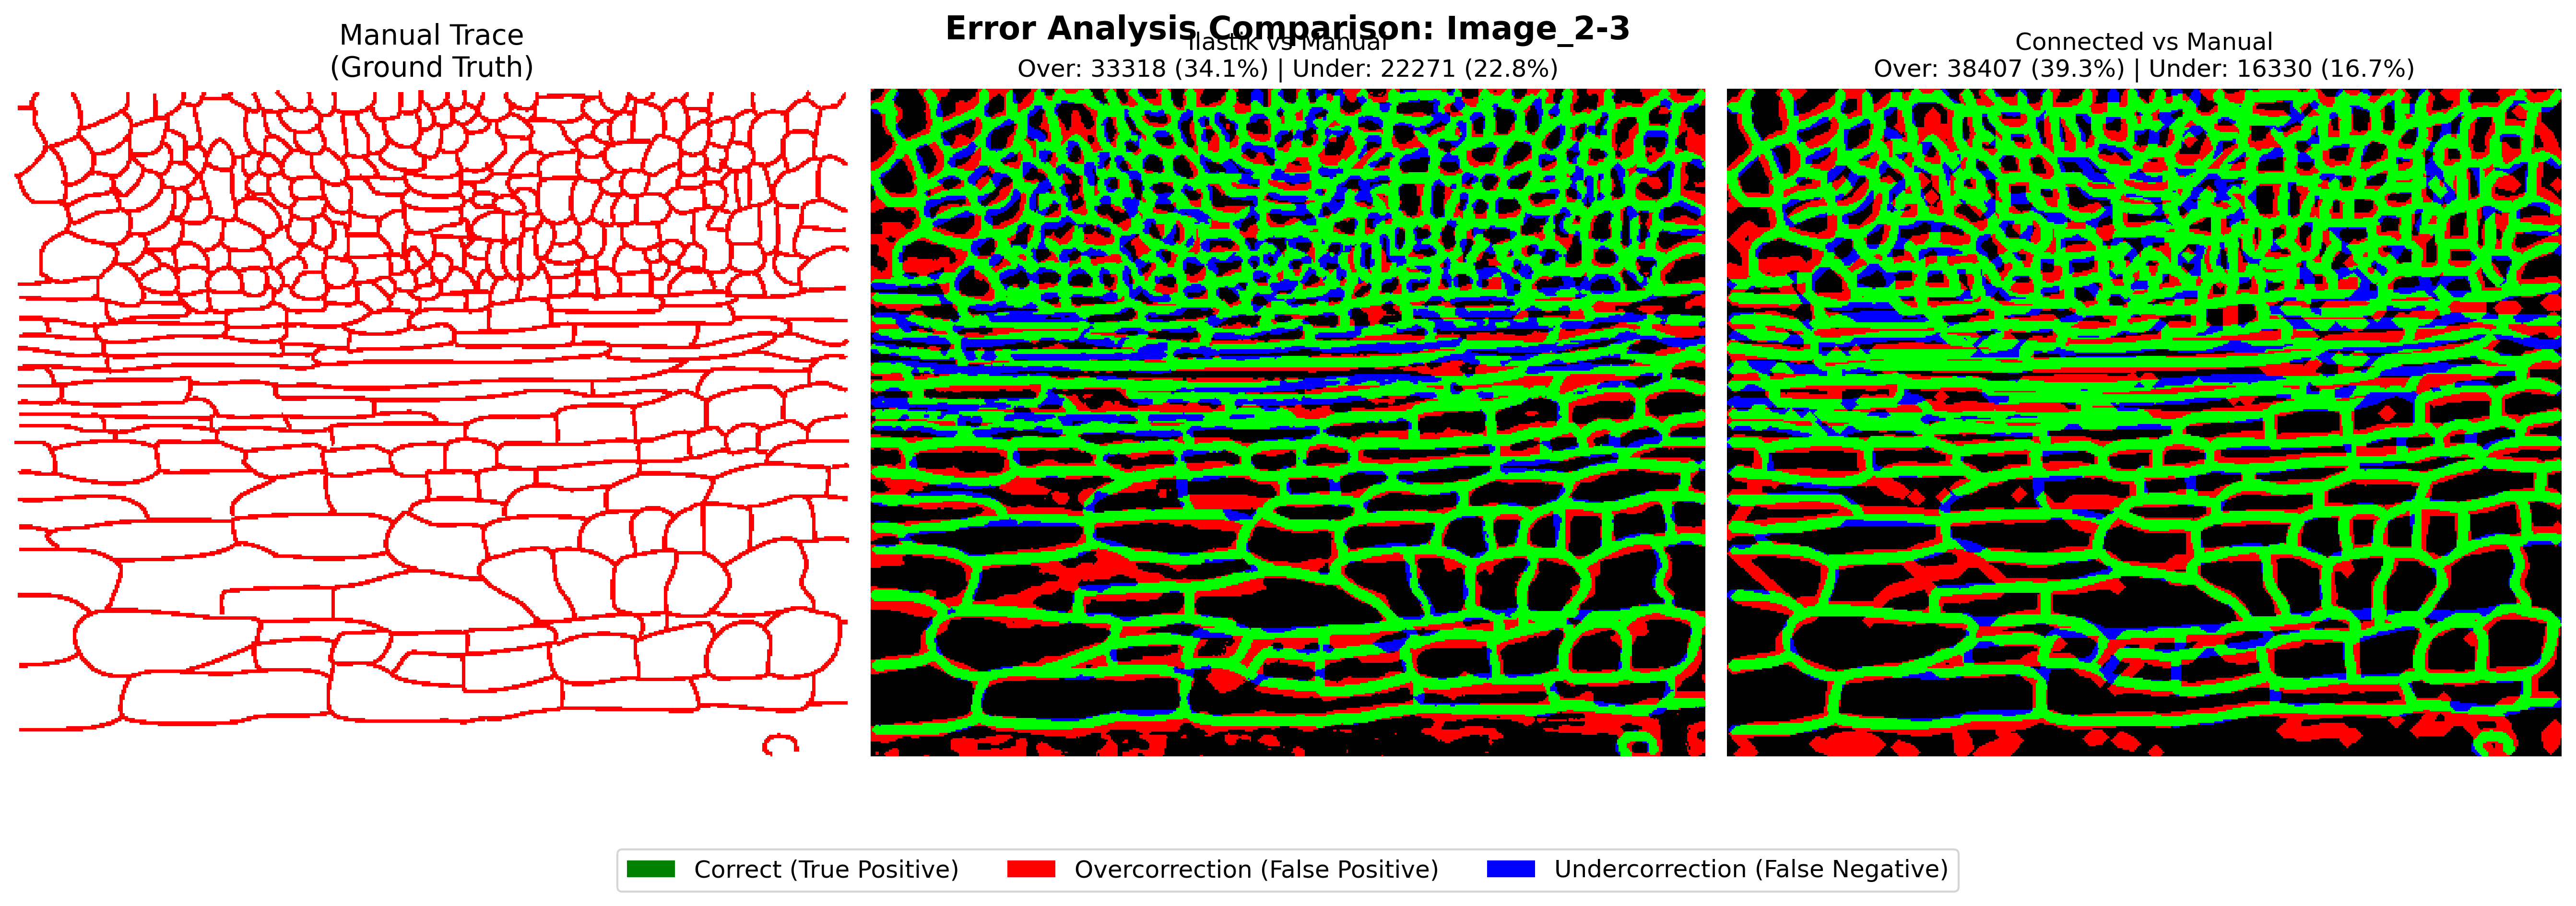 Error Analysis Comparison: Image_2-3
Manual Trace
(Ground Truth)
Ilastik vs Manual
Over: 33318 (34.1%) | Under: 22271 (22.8%)
Connected vs Manual
Over: 38407 (39.3%) | Under: 16330 (16.7%)
Correct (True Positive)
Overcorrection (False Positive)
Undercorrection (False Negative)